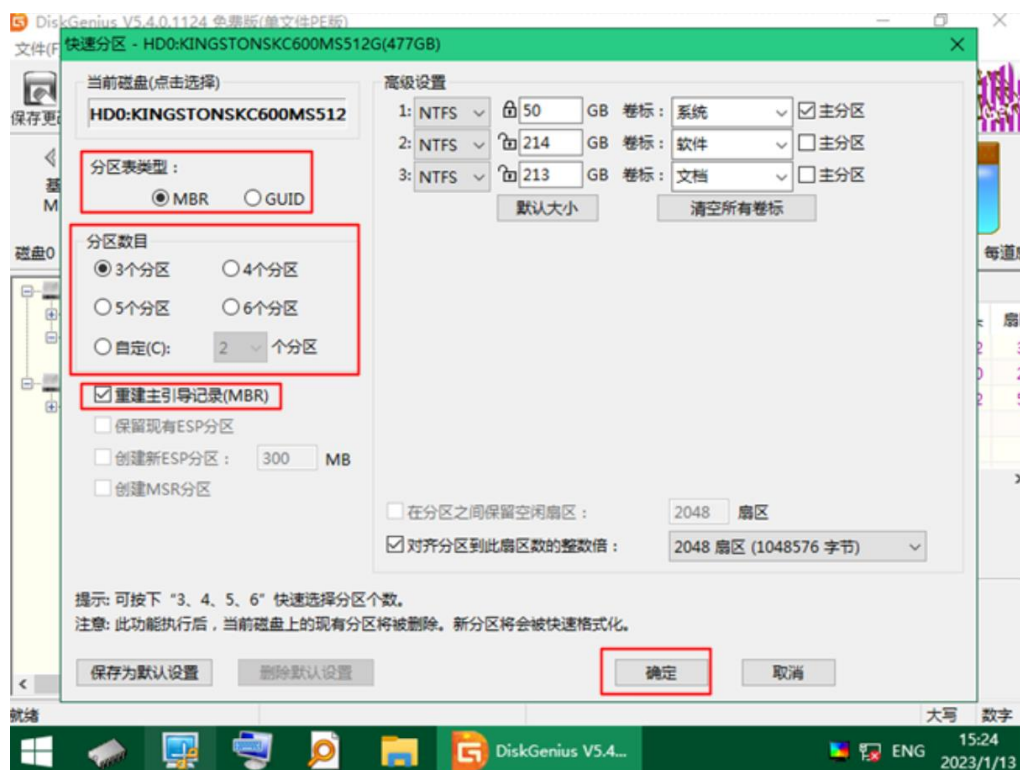 DiskGenius V5.4.0.1124 免费版(单文件PE版)
文件(F
快速分区 - HD0:KINGSTONSKC600MS512G(477GB)
保存更
当前磁盘(点击选择)
HD0:KINGSTONSKC600MS512
分区表类型：
MBR GUID
分区数目
3个分区 4个分区
5个分区 6个分区
自定(C): 2 个分区
重建主引导记录(MBR)
保留现有ESP分区
创建新ESP分区： 300 MB
创建MSR分区
高级设置
1: NTFS 50 GB 卷标： 系统 主分区
2: NTFS 214 GB 卷标： 软件 主分区
3: NTFS 213 GB 卷标： 文档 主分区
默认大小 清空所有卷标
在分区之间保留空闲扇区： 2048 扇区
对齐分区到此扇区数的整数倍： 2048 扇区 (1048576 字节)
提示: 可按下 “3、4、5、6” 快速选择分区个数。
注意: 此功能执行后，当前磁盘上的现有分区将被删除。新分区将会被快速格式化。
保存为默认设置 删除默认设置 确定 取消
基
M
磁盘0
每道
扇
就绪 大写 数字
DiskGenius V5.4... ENG 15:24
2023/1/13